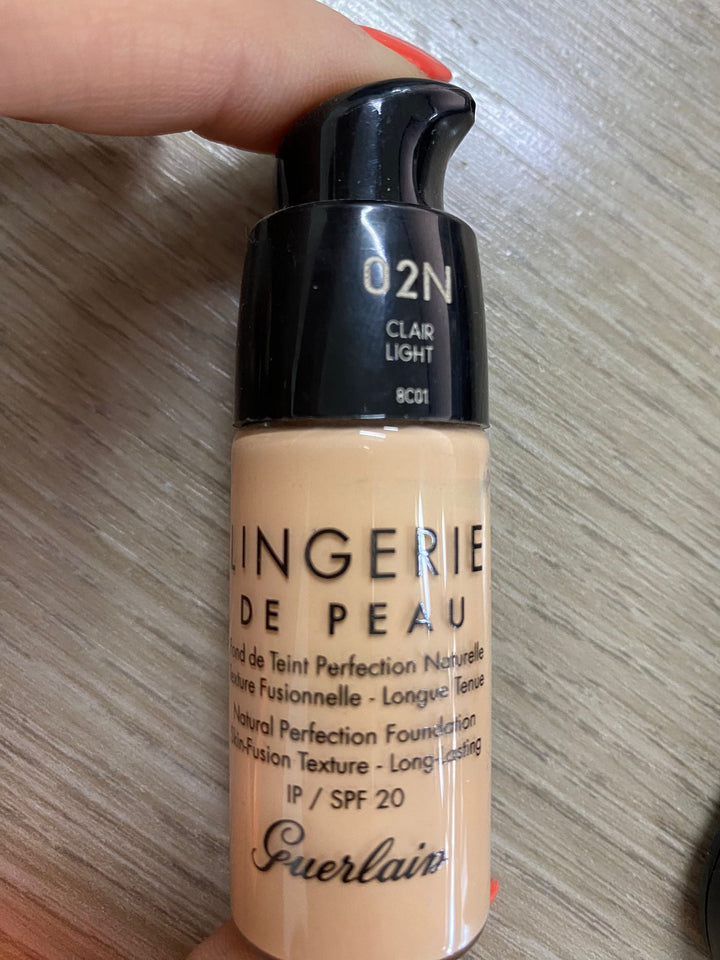 02N
CLAIR
LIGHT
8C01
LINGERIE
DE PEAU
Fond de Teint Perfection Naturelle
Texture Fusionnelle - Longue Tenue
Natural Perfection Foundation
Skin-Fusion Texture - Long-Lasting
IP / SPF 20
Guerlain